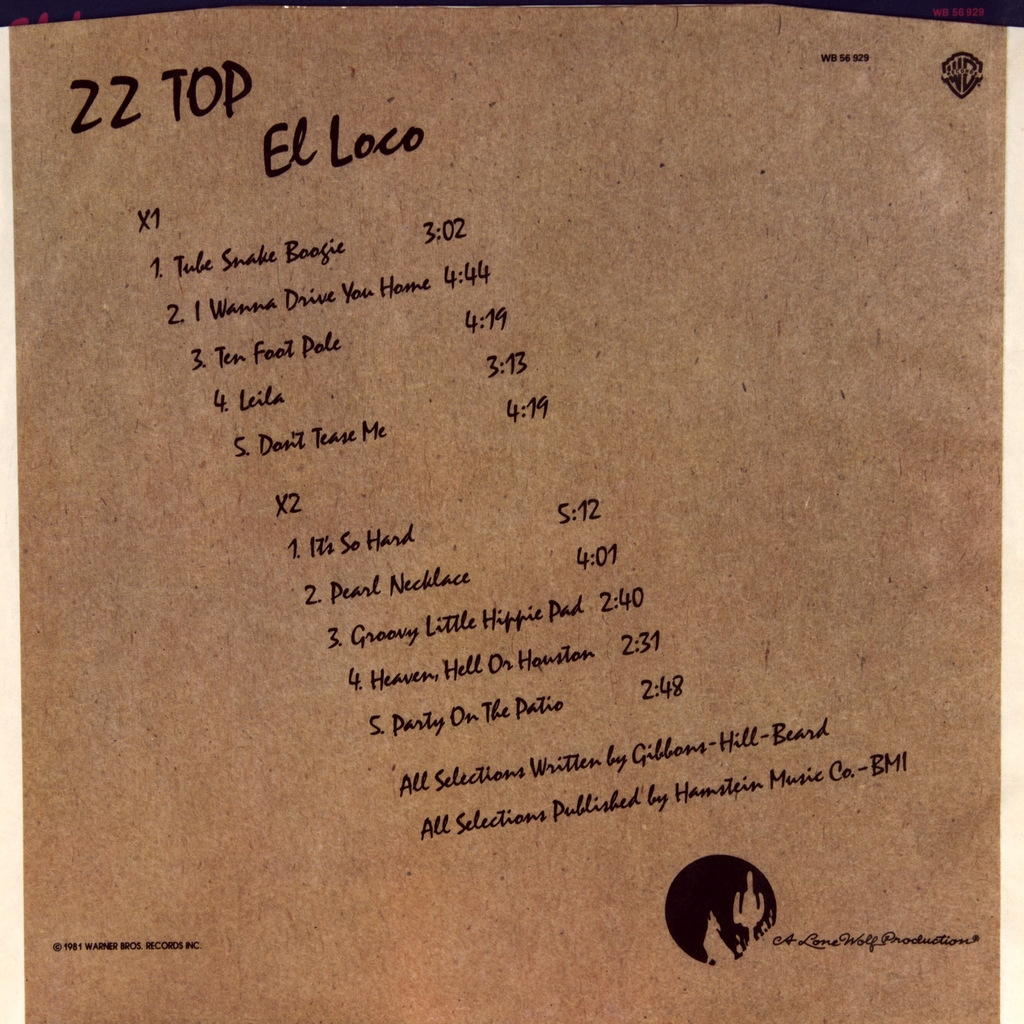 WB 56 929
WB 56 929
ZZ TOP
El Loco
X1
1. Tube Snake Boogie 3:02
2. I Wanna Drive You Home 4:44
3. Ten Foot Pole 4:19
4. Leila 3:13
5. Don't Tease Me 4:19
X2
1. It's So Hard 5:12
2. Pearl Necklace 4:01
3. Groovy Little Hippie Pad 2:40
4. Heaven, Hell Or Houston 2:31
5. Party On The Patio 2:48
All Selections Written by Gibbons-Hill-Beard
All Selections Published by Hamstein Music Co.-BMI
© 1981 WARNER BROS. RECORDS INC.
A Lone Wolf Production®